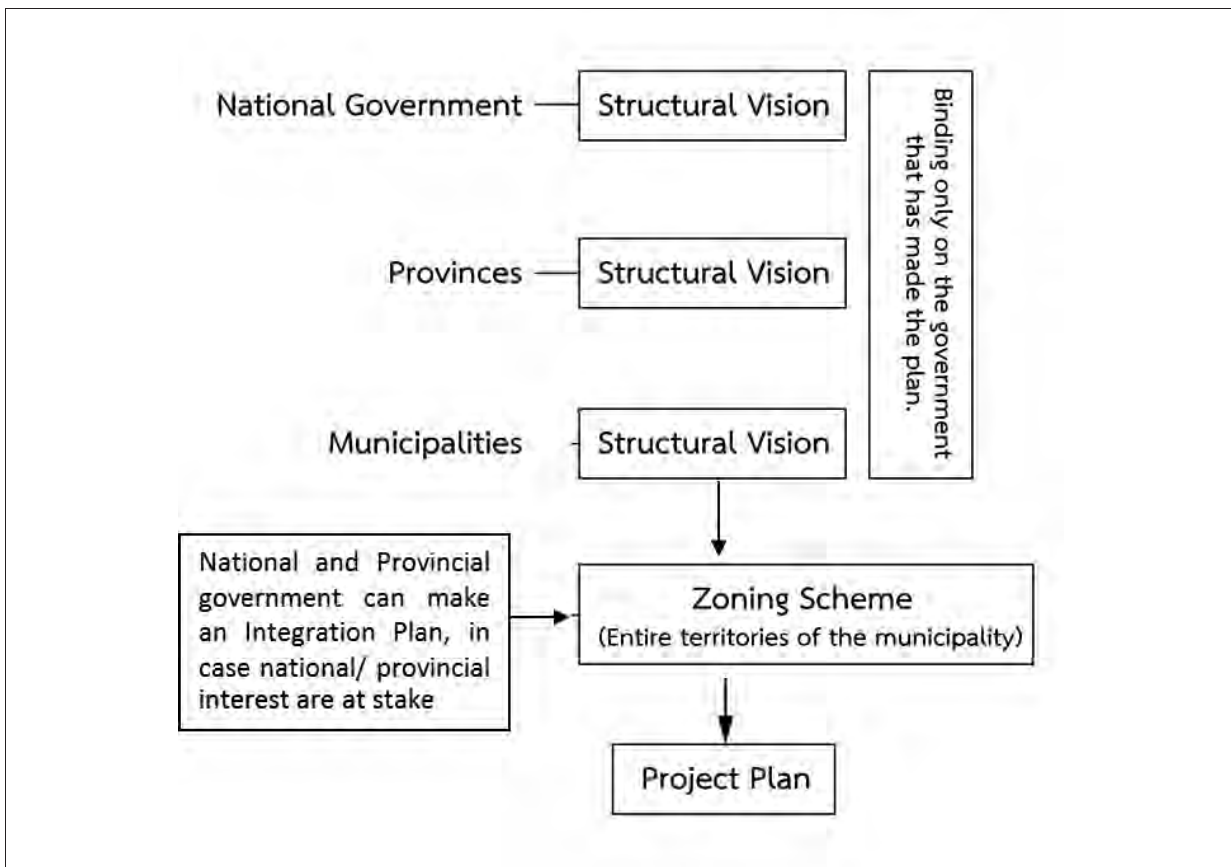 National Government
Structural Vision
Binding only on the government
that has made the plan.
Provinces
Structural Vision
Municipalities
Structural Vision
National and Provincial
government can make
an Integration Plan, in
case national/ provincial
interest are at stake
Zoning Scheme
(Entire territories of the municipality)
Project Plan